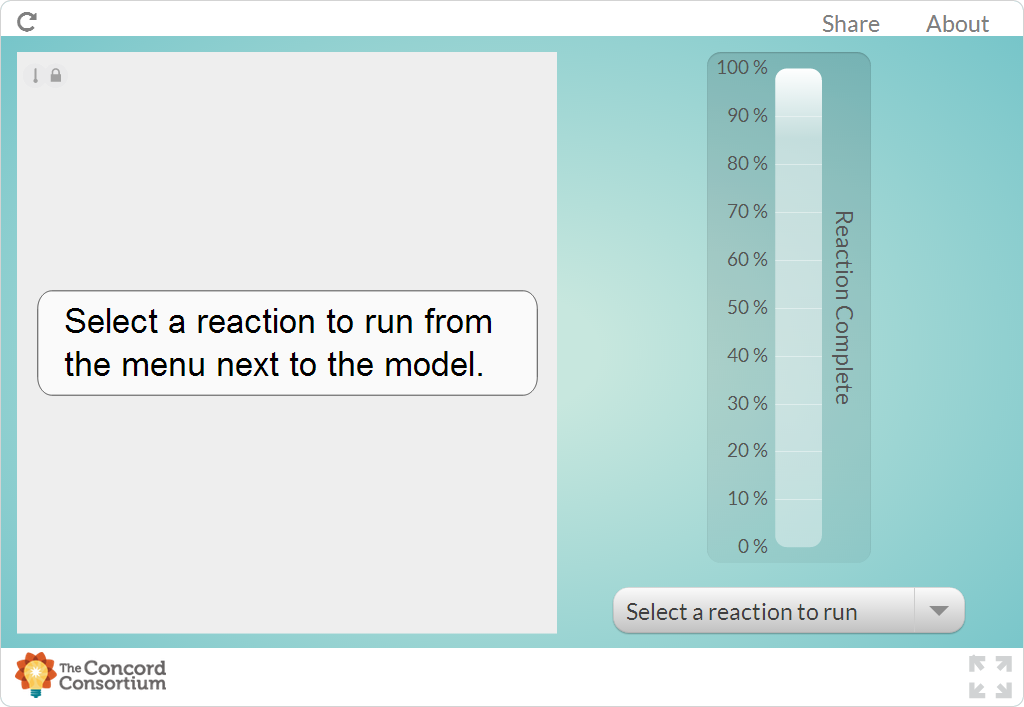 Share About
Select a reaction to run from
the menu next to the model.
100 %
90 %
80 %
70 %
60 %
50 %
40 %
30 %
20 %
10 %
0 %
Reaction Complete
Select a reaction to run
The Concord
Consortium